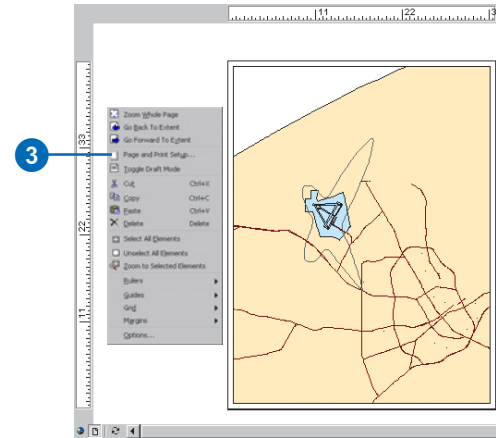 11 22 3
33
22
11
3
Zoom Whole Page
Go Back To Extent
Go Forward To Extent
Page and Print Setup...
Toggle Draft Mode
Cut Ctrl+X
Copy Ctrl+C
Paste Ctrl+V
Delete Delete
Select All Elements
Unselect All Elements
Zoom to Selected Elements
Rulers
Guides
Grid
Margins
Options...